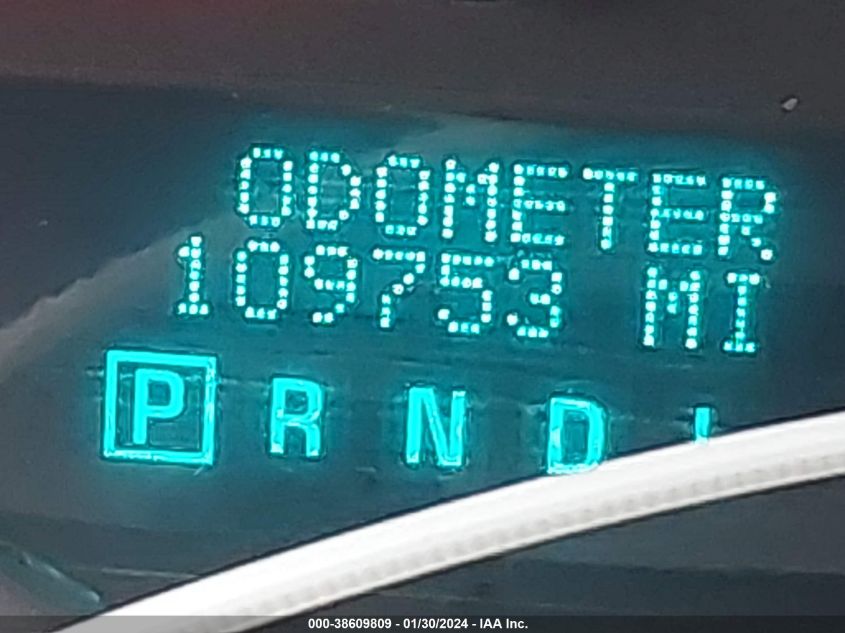 ODOMETER
109753 MI
P R N D
000-38609809 - 01/30/2024 - IAA Inc.